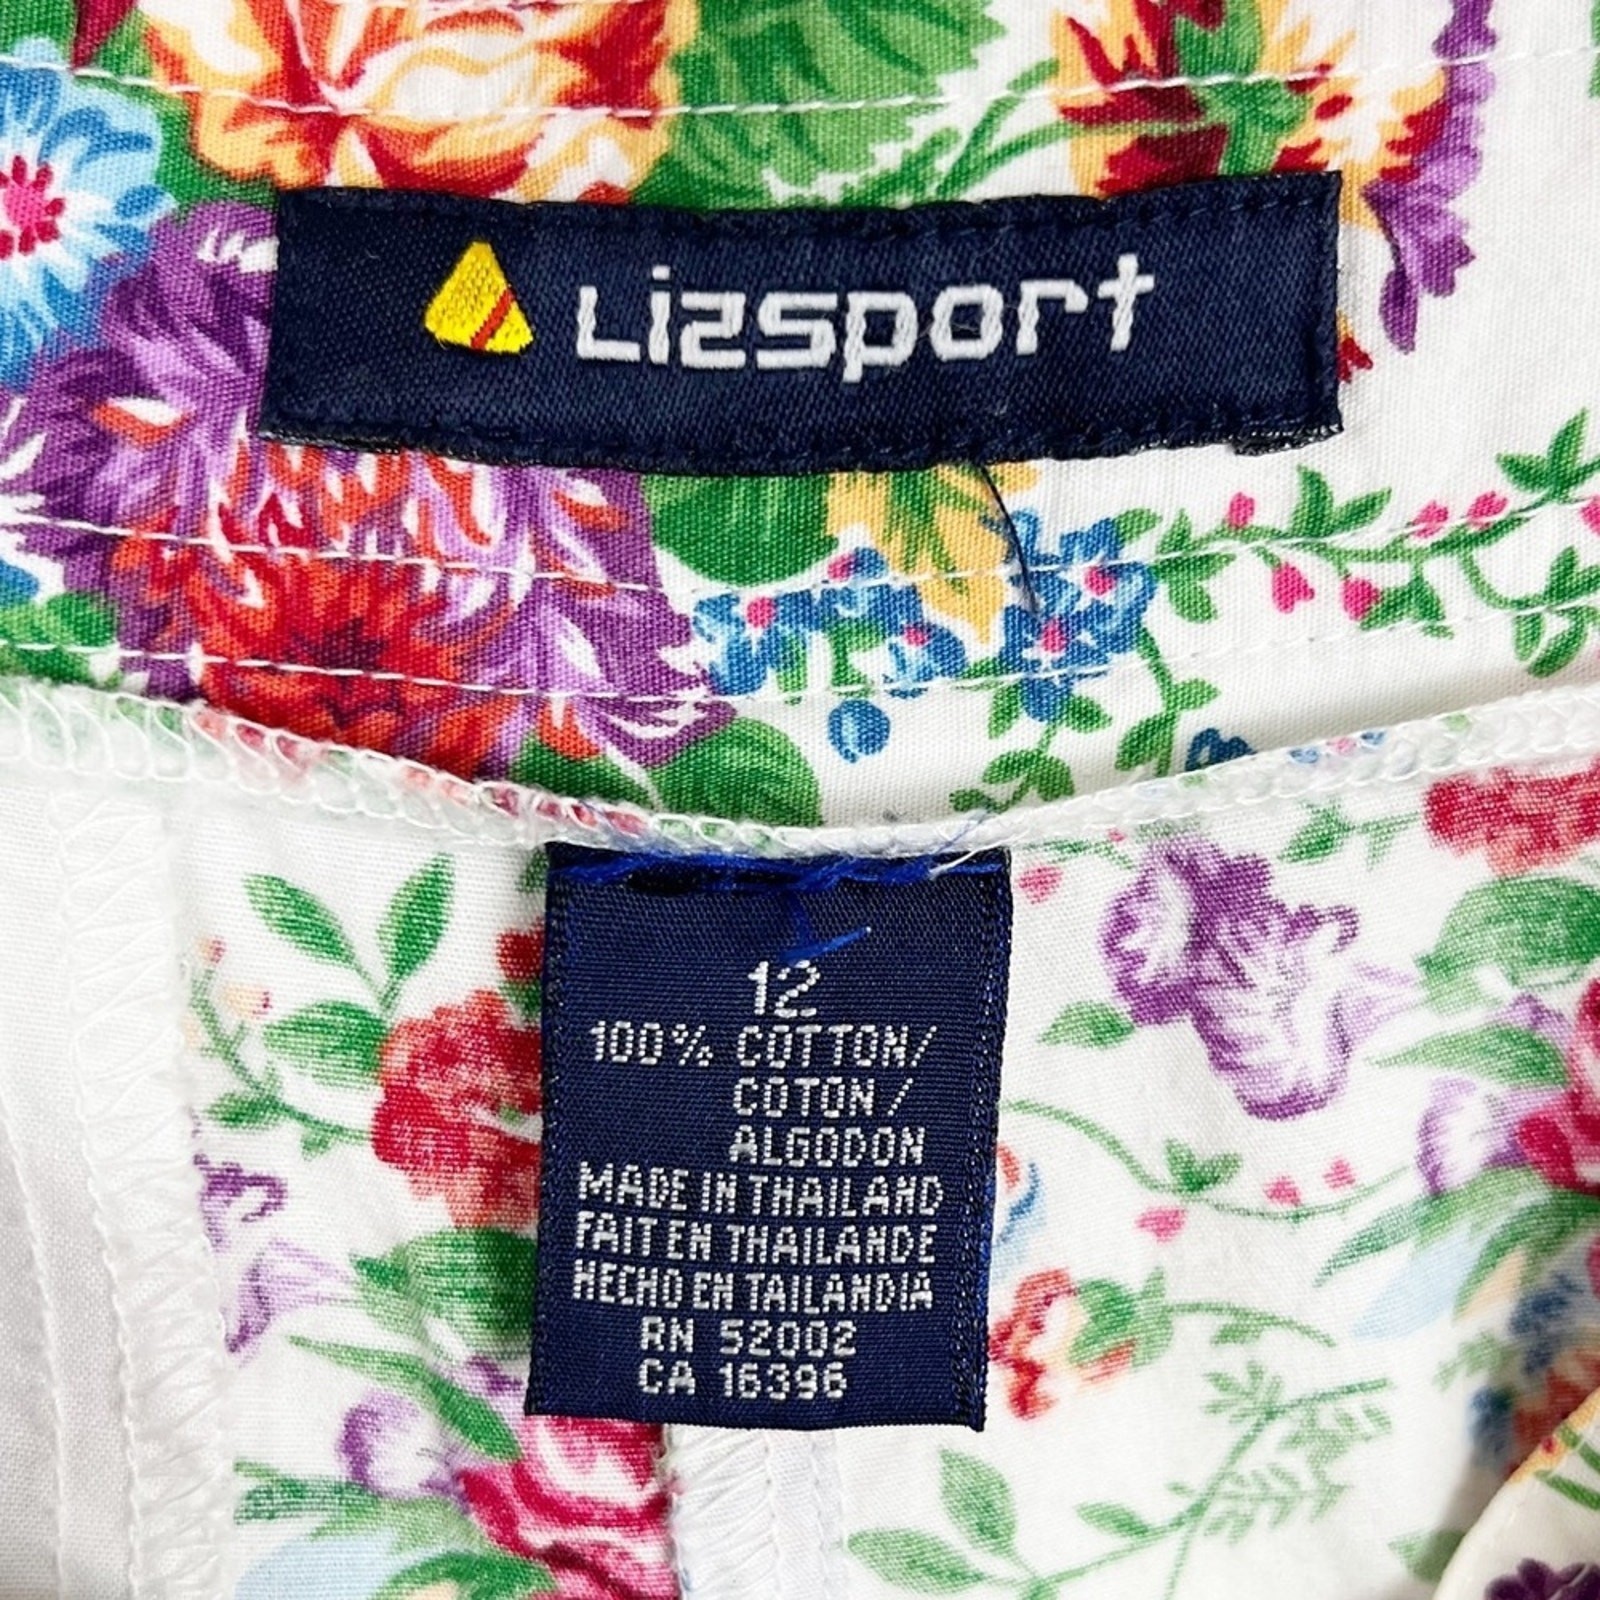 Lizsport
12
100% COTTON/
COTON/
ALGODON
MADE IN THAILAND
FAIT EN THAILANDE
HECHO EN TAILANDIA
RN 52002
CA 16396